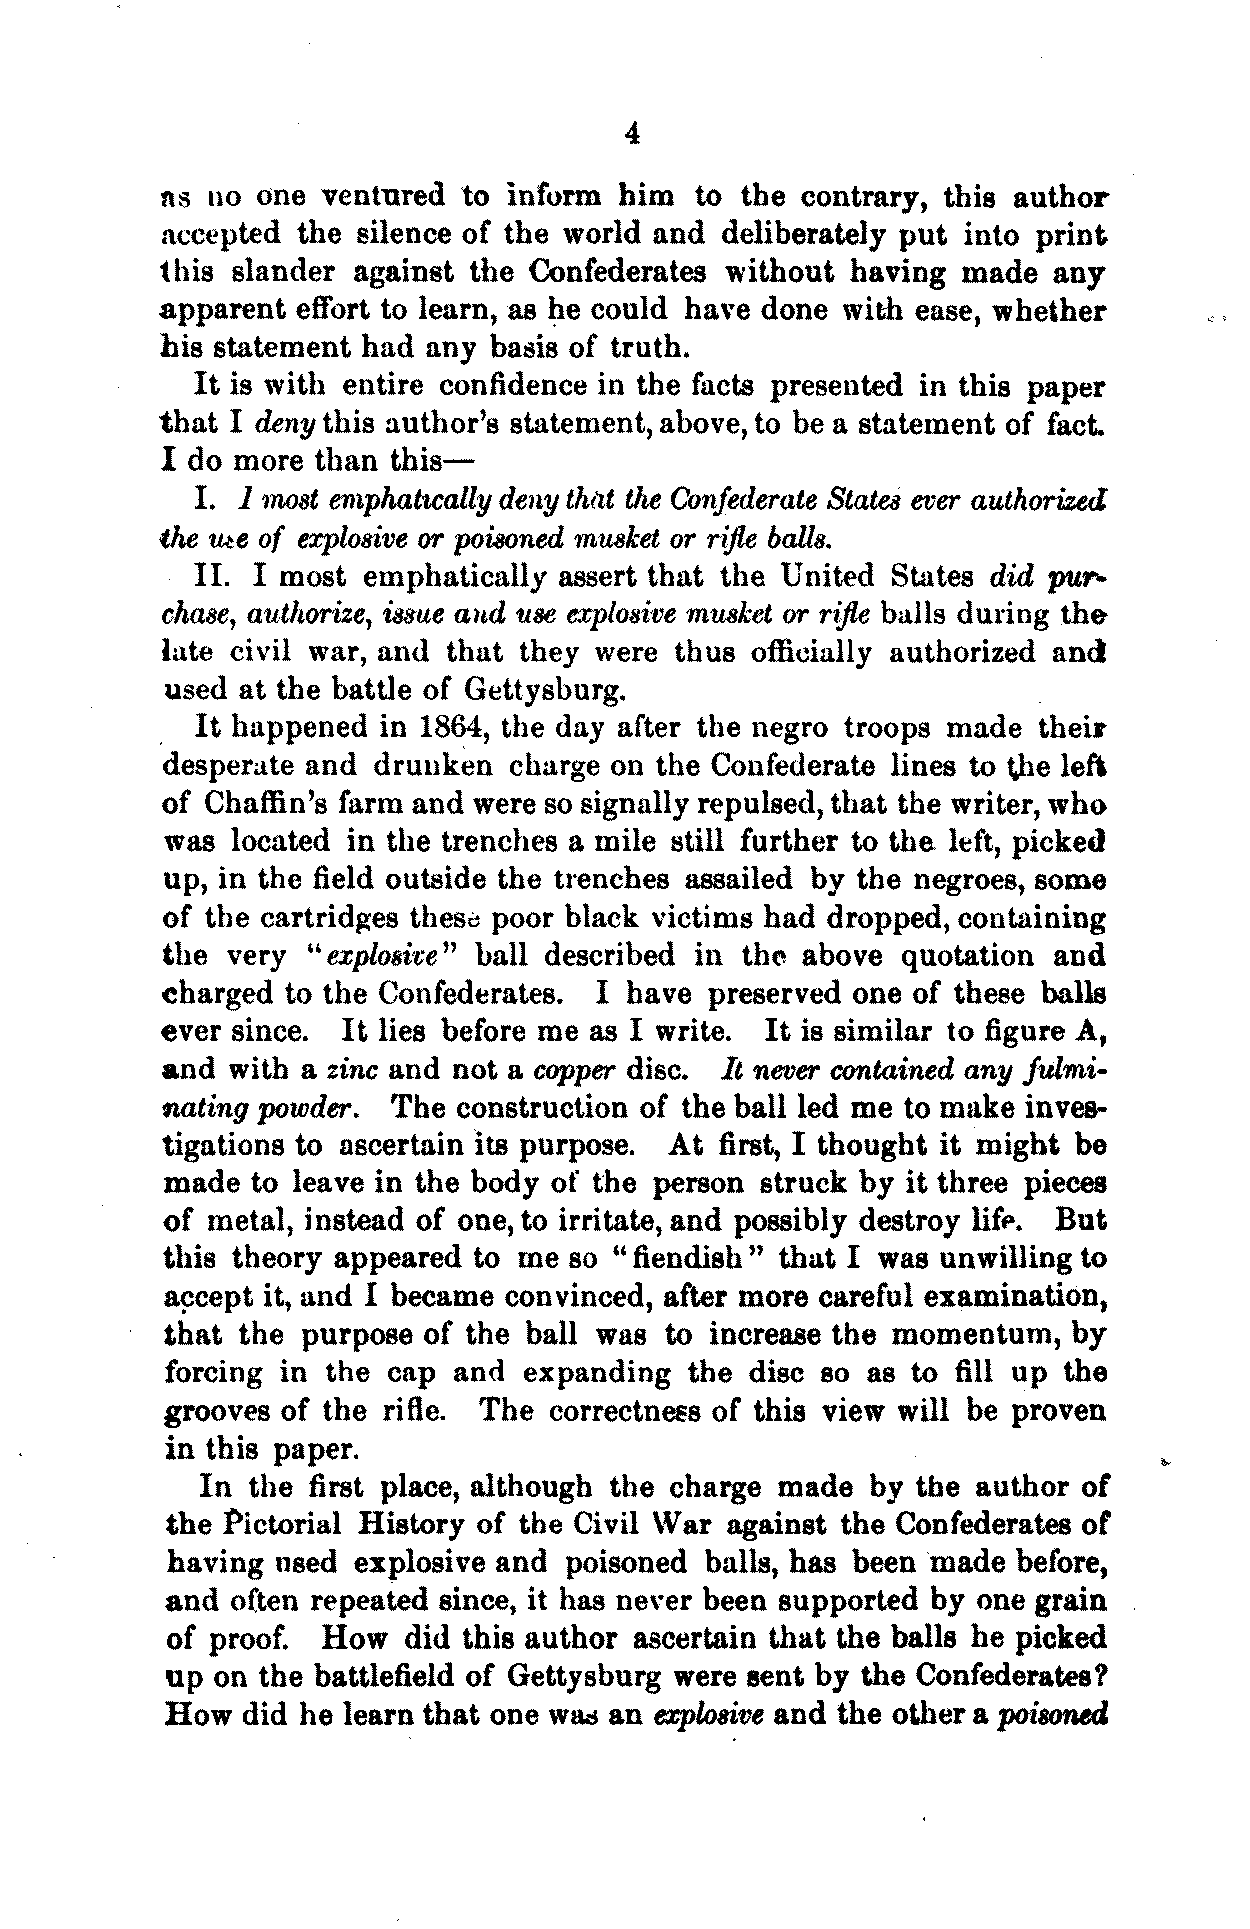 4
as no one ventured to inform him to the contrary, this author
accepted the silence of the world and deliberately put into print
this slander against the Confederates without having made any
apparent effort to learn, as he could have done with ease, whether
his statement had any basis of truth.
It is with entire confidence in the facts presented in this paper
that I deny this author's statement, above, to be a statement of fact.
I do more than this—
I. I most emphatically deny that the Confederate States ever authorized
the use of explosive or poisoned musket or rifle balls.
II. I most emphatically assert that the United States did pur-
chase, authorize, issue and use explosive musket or rifle balls during the
late civil war, and that they were thus officially authorized and
used at the battle of Gettysburg.
It happened in 1864, the day after the negro troops made their
desperate and drunken charge on the Confederate lines to the left
of Chaffin's farm and were so signally repulsed, that the writer, who
was located in the trenches a mile still further to the left, picked
up, in the field outside the trenches assailed by the negroes, some
of the cartridges these poor black victims had dropped, containing
the very "explosive" ball described in the above quotation and
charged to the Confederates. I have preserved one of these balls
ever since. It lies before me as I write. It is similar to figure A,
and with a zinc and not a copper disc. It never contained any fulmi-
nating powder. The construction of the ball led me to make inves-
tigations to ascertain its purpose. At first, I thought it might be
made to leave in the body of the person struck by it three pieces
of metal, instead of one, to irritate, and possibly destroy life. But
this theory appeared to me so "fiendish" that I was unwilling to
accept it, and I became convinced, after more careful examination,
that the purpose of the ball was to increase the momentum, by
forcing in the cap and expanding the disc so as to fill up the
grooves of the rifle. The correctness of this view will be proven
in this paper.
In the first place, although the charge made by the author of
the Pictorial History of the Civil War against the Confederates of
having used explosive and poisoned balls, has been made before,
and often repeated since, it has never been supported by one grain
of proof. How did this author ascertain that the balls he picked
up on the battlefield of Gettysburg were sent by the Confederates?
How did he learn that one was an explosive and the other a poisoned